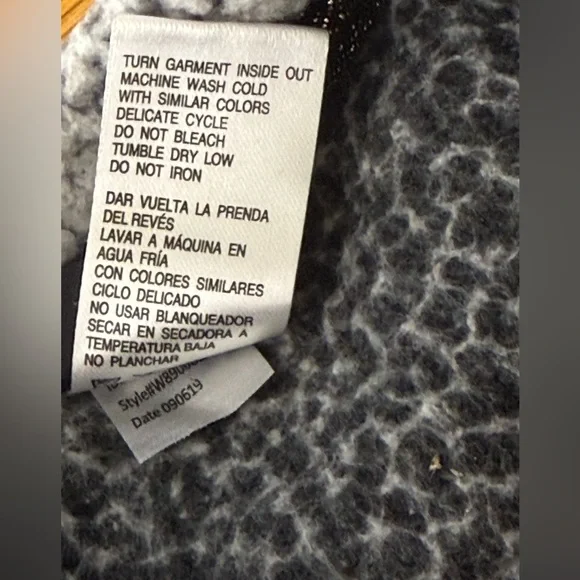 TURN GARMENT INSIDE OUT
MACHINE WASH COLD
WITH SIMILAR COLORS
DELICATE CYCLE
DO NOT BLEACH
TUMBLE DRY LOW
DO NOT IRON
DAR VUELTA LA PRENDA
DEL REVÉS
LAVAR A MÁQUINA EN
AGUA FRÍA
CON COLORES SIMILARES
CICLO DELICADO
NO USAR BLANQUEADOR
SECAR EN SECADORA A
TEMPERATURA BAJA
NO PLANCHAR
Date 090619